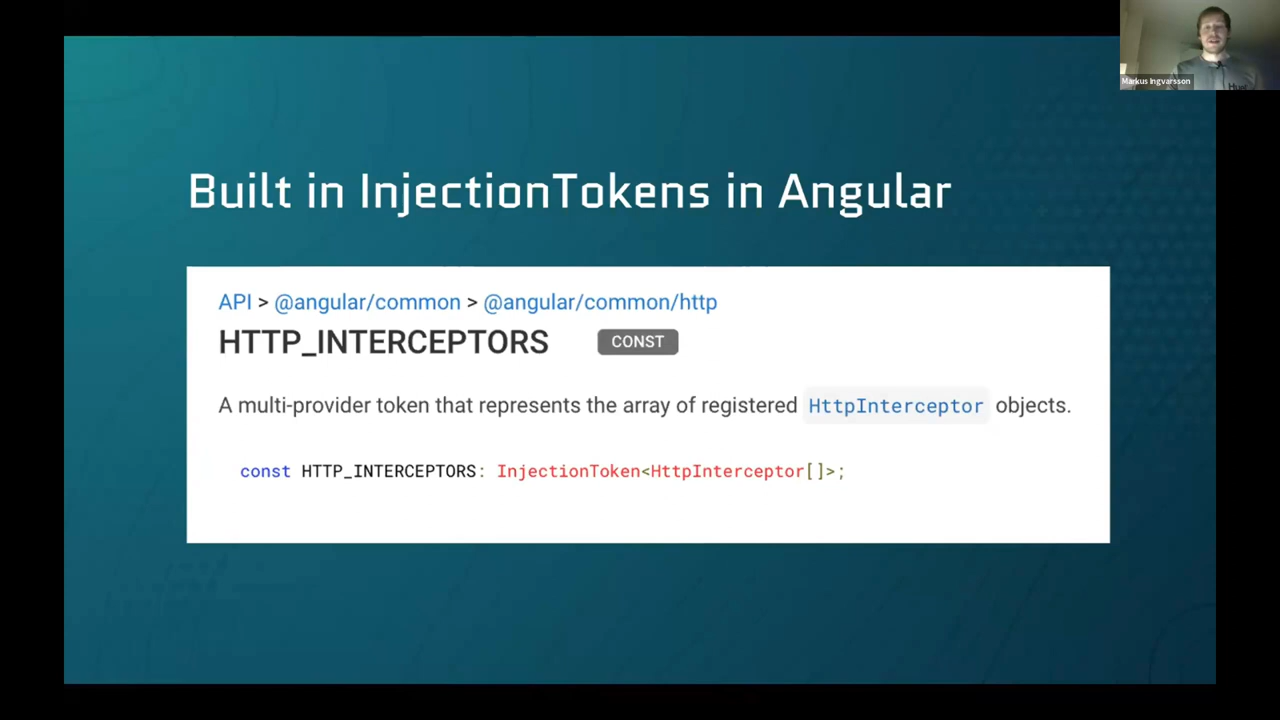 Markus Ingvarsson
Built in InjectionTokens in Angular
API > @angular/common > @angular/common/http
HTTP_INTERCEPTORS CONST
A multi-provider token that represents the array of registered HttpInterceptor objects.
const HTTP_INTERCEPTORS: InjectionToken<HttpInterceptor[]>;